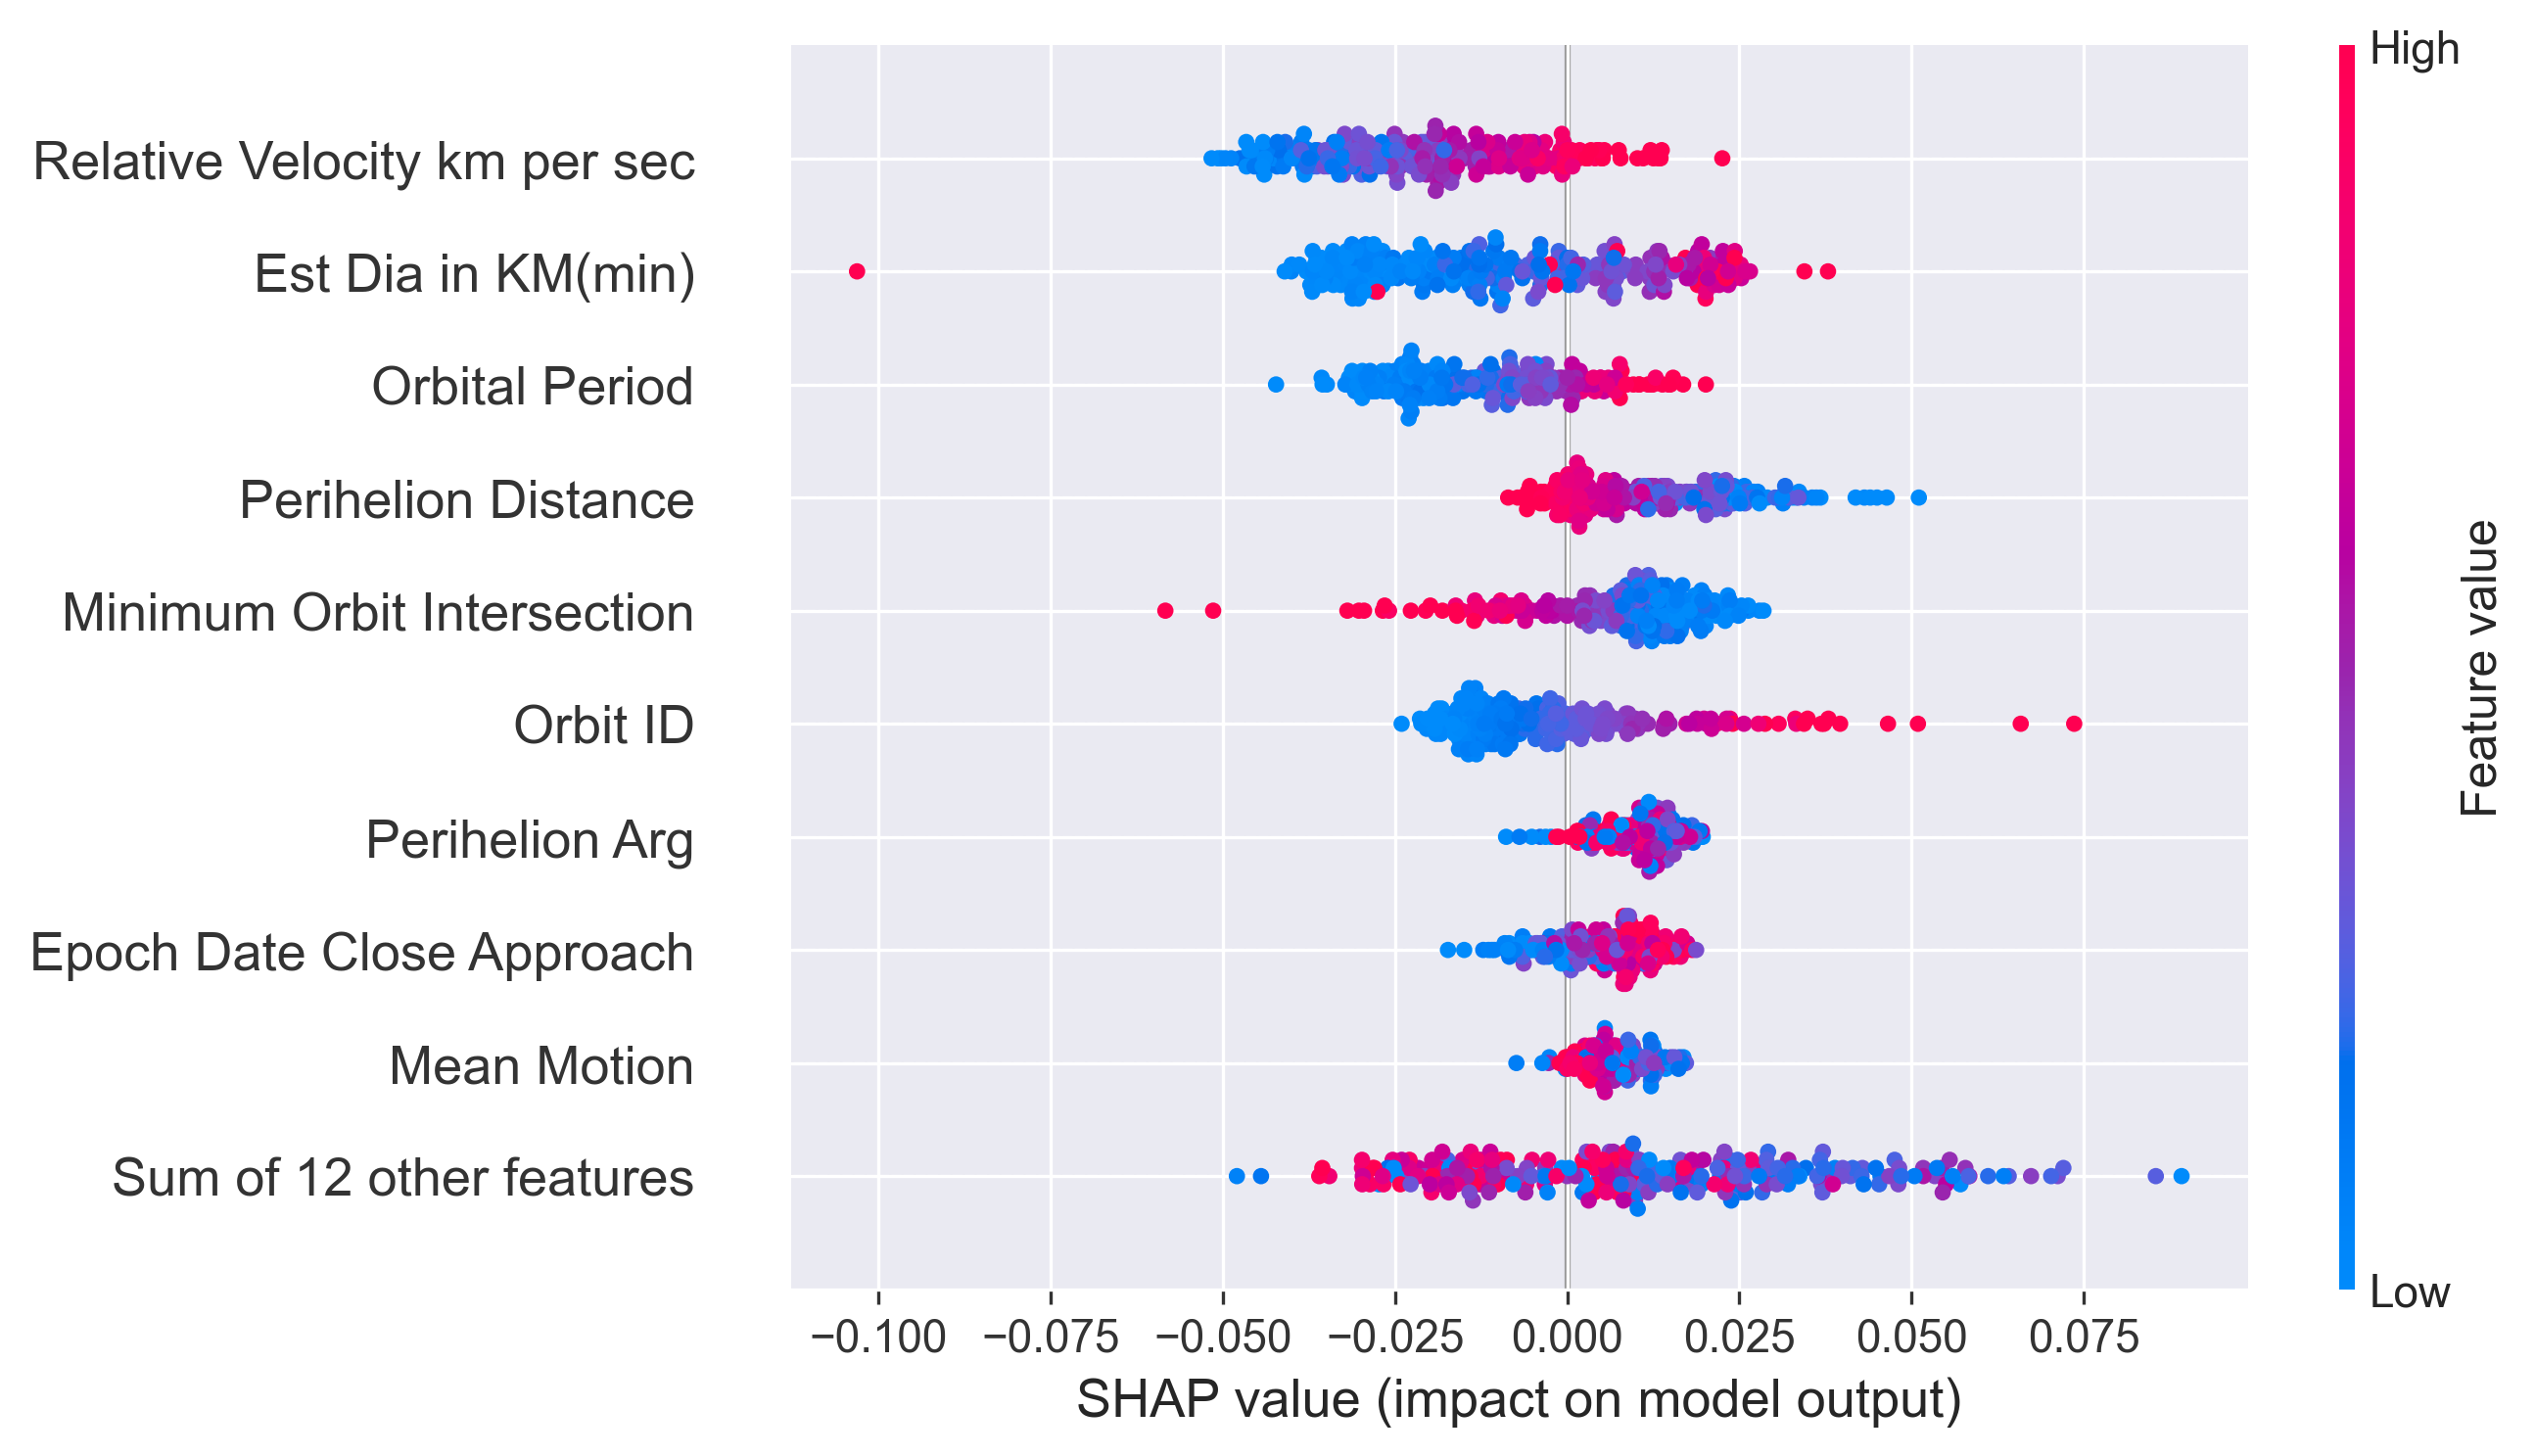 High
Relative Velocity km per sec
Est Dia in KM(min)
Orbital Period
Perihelion Distance
Minimum Orbit Intersection
Orbit ID
Perihelion Arg
Epoch Date Close Approach
Mean Motion
Sum of 12 other features
Feature value
Low
−0.100 −0.075 −0.050 −0.025 0.000 0.025 0.050 0.075
SHAP value (impact on model output)